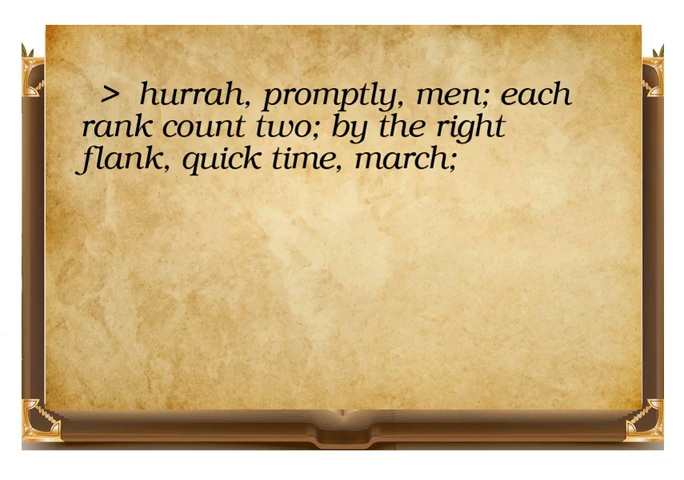 > hurrah, promptly, men; each
rank count two; by the right
flank, quick time, march;